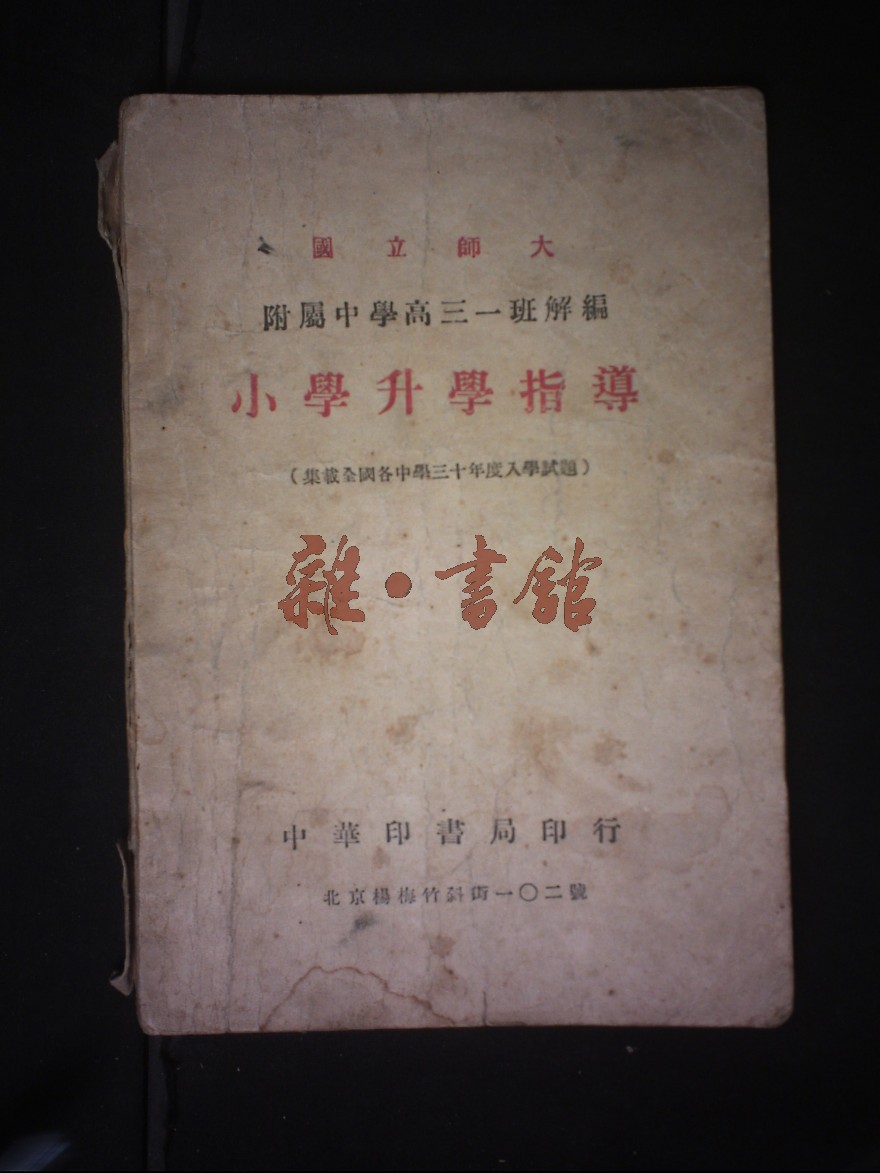 國立師大
附屬中學高三一班解編
小學升學指導
(集載全國各中學三十年度入學試題)
雜·書館
中華印書局印行
北京楊梅竹斜街一〇二號